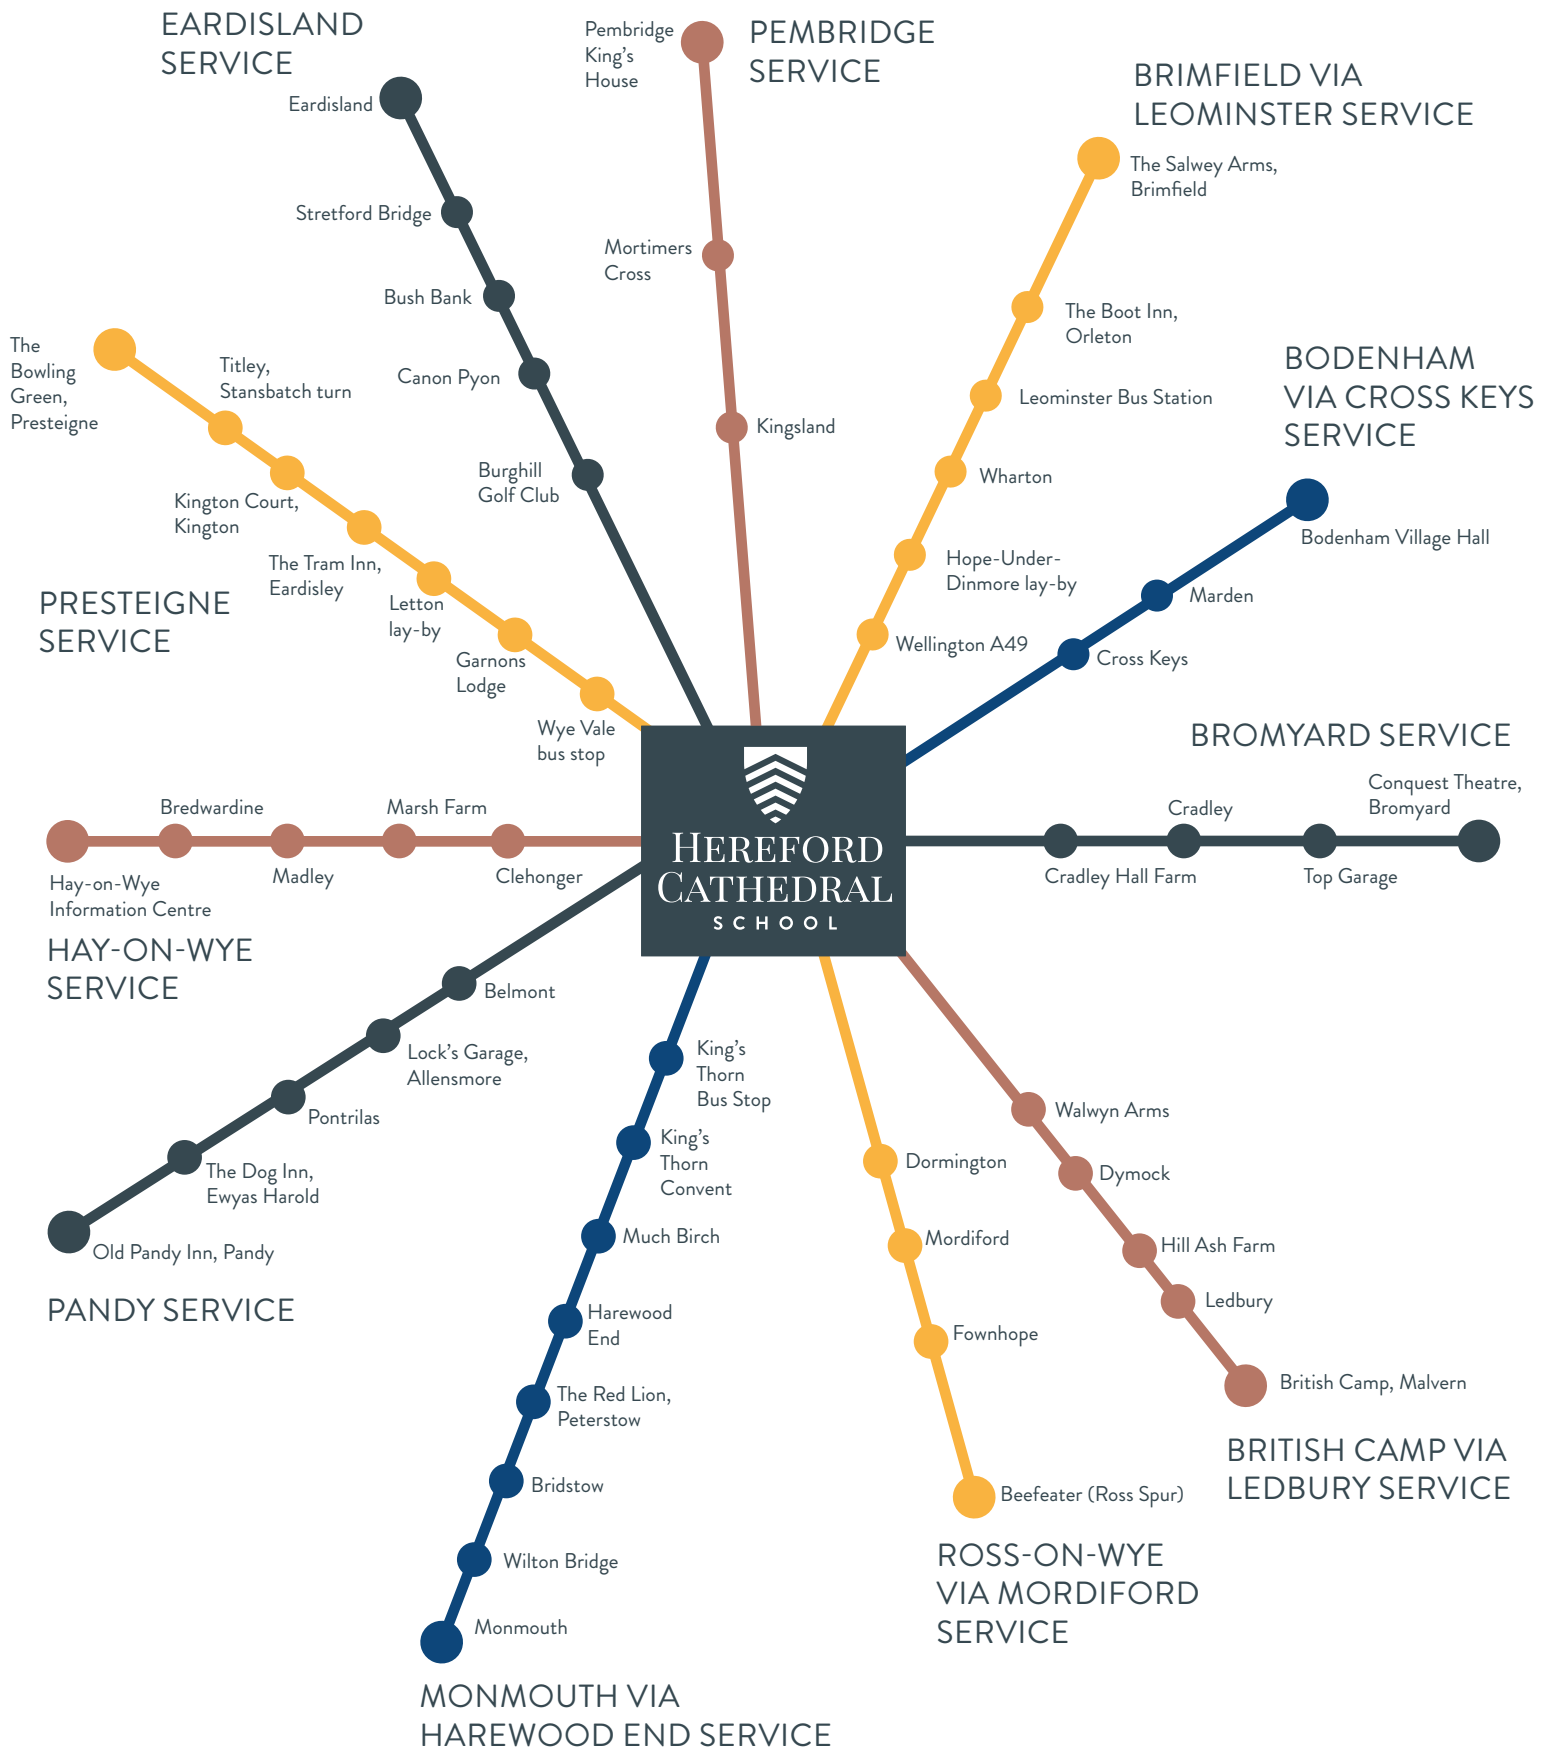 EARDISLAND
SERVICE
Eardisland
Stretford Bridge
Bush Bank
Canon Pyon
Burghill
Golf Club
Pembridge
King's
House
PEMBRIDGE
SERVICE
Mortimers
Cross
Kingsland
BRIMFIELD VIA
LEOMINSTER SERVICE
The Salwey Arms,
Brimfield
The Boot Inn,
Orleton
Leominster Bus Station
Wharton
Hope-Under-
Dinmore lay-by
Wellington A49
BODENHAM
VIA CROSS KEYS
SERVICE
Bodenham Village Hall
Marden
Cross Keys
The
Bowling
Green,
Presteigne
Titley,
Stansbatch turn
Kington Court,
Kington
The Tram Inn,
Eardisley
Letton
lay-by
Garnons
Lodge
Wye Vale
bus stop
PRESTEIGNE
SERVICE
BROMYARD SERVICE
Conquest Theatre,
Bromyard
Cradley
Cradley Hall Farm
Top Garage
Bredwardine
Marsh Farm
Hay-on-Wye
Information Centre
Madley
Clehonger
HAY-ON-WYE
SERVICE
HEREFORD
CATHEDRAL
SCHOOL
Belmont
Lock's Garage,
Allensmore
Pontrilas
The Dog Inn,
Ewyas Harold
Old Pandy Inn, Pandy
PANDY SERVICE
King's
Thorn
Bus Stop
King's
Thorn
Convent
Much Birch
Harewood
End
The Red Lion,
Peterstow
Bridstow
Wilton Bridge
Monmouth
MONMOUTH VIA
HAREWOOD END SERVICE
Dormington
Mordiford
Fownhope
Beefeater (Ross Spur)
ROSS-ON-WYE
VIA MORDIFORD
SERVICE
Walwyn Arms
Dymock
Hill Ash Farm
Ledbury
British Camp, Malvern
BRITISH CAMP VIA
LEDBURY SERVICE